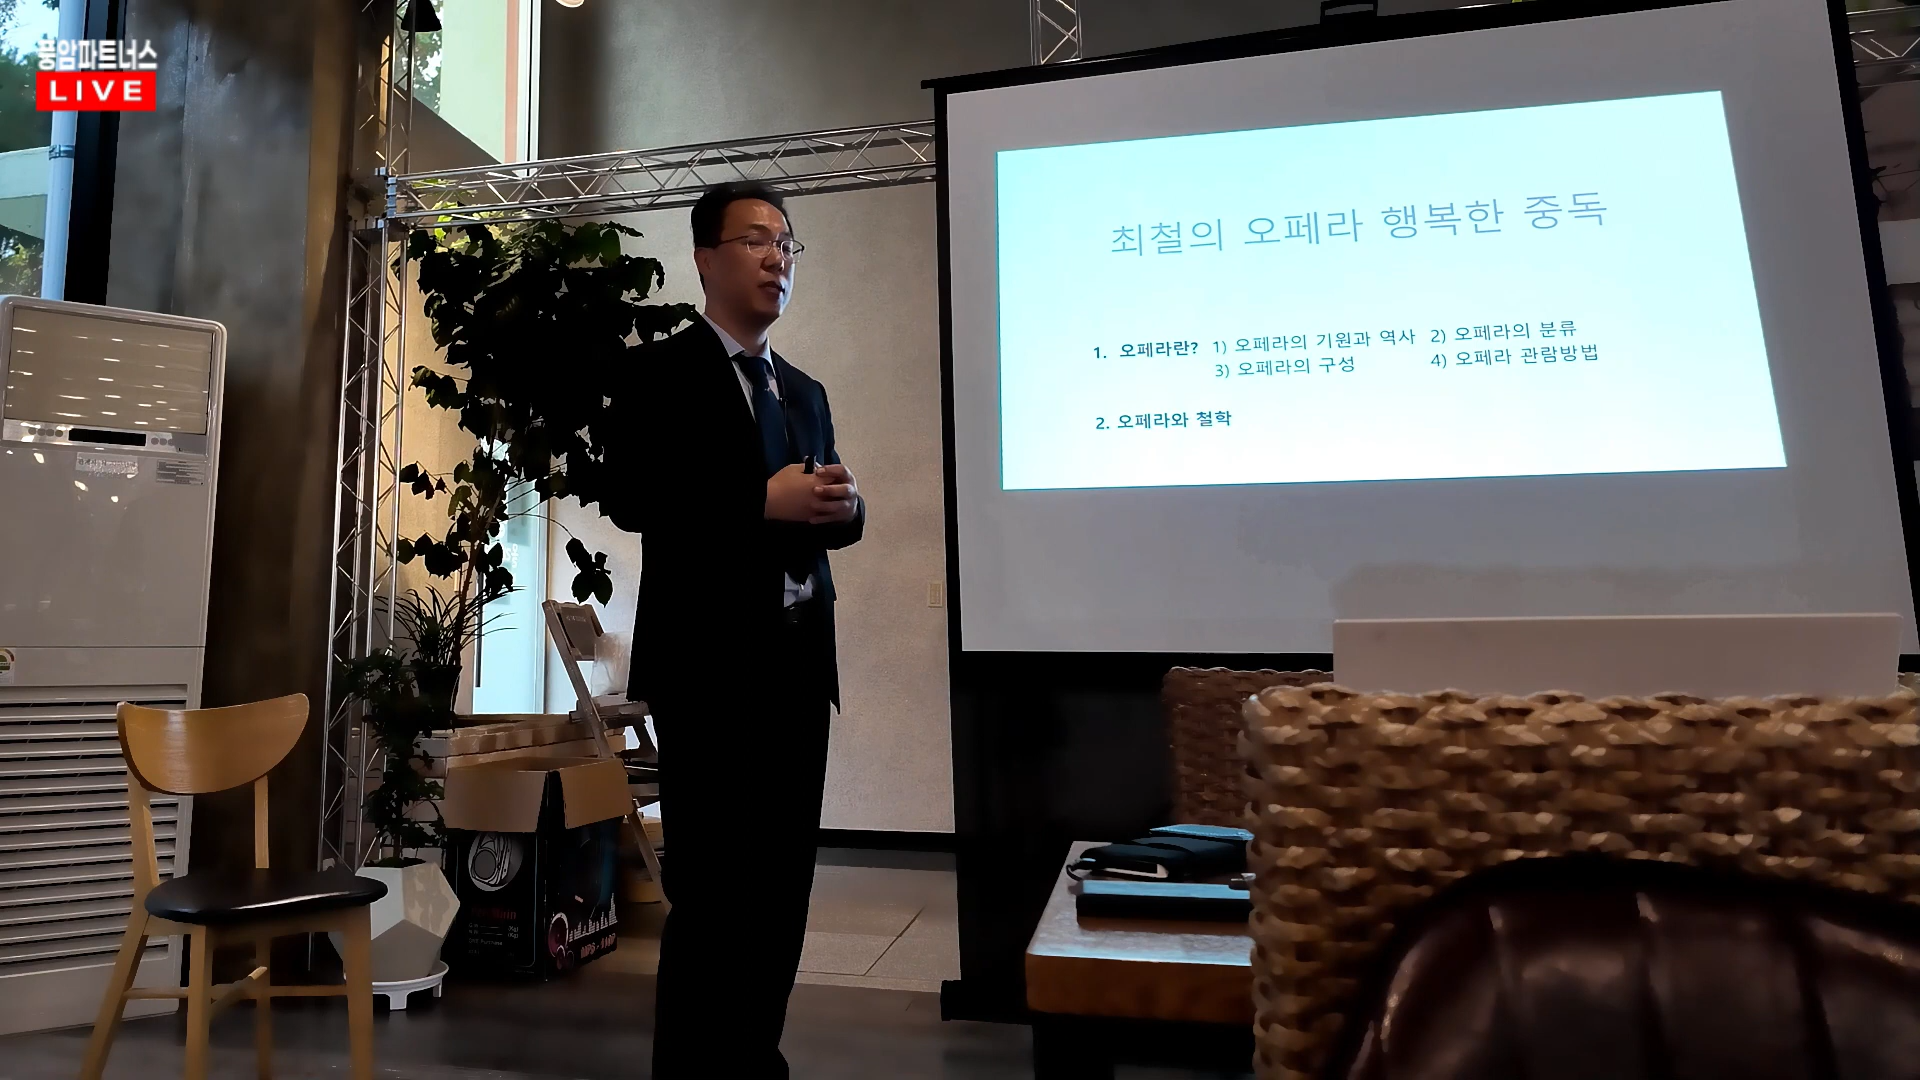 풍암파트너스
LIVE
최철의 오페라 행복한 중독
1. 오페라란? 1) 오페라의 기원과 역사 2) 오페라의 분류
3) 오페라의 구성 4) 오페라 관람방법
2. 오페라와 철학